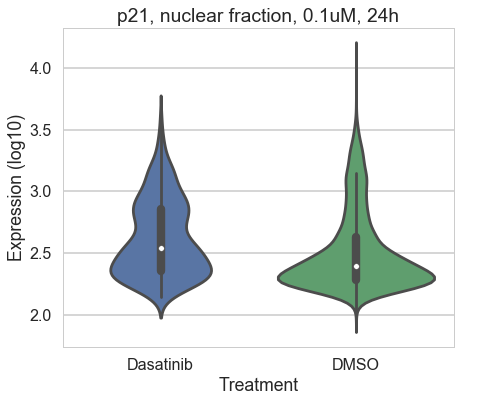 p21, nuclear fraction, 0.1uM, 24h
Expression (log10)
4.0
3.5
3.0
2.5
2.0
Dasatinib
DMSO
Treatment